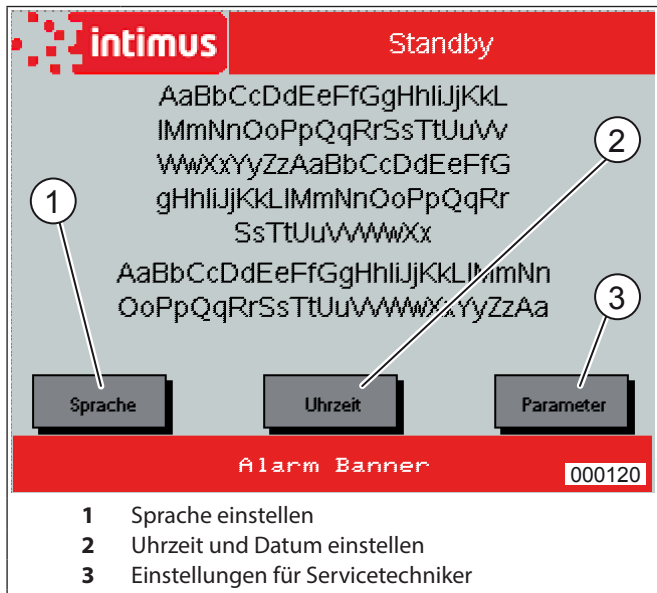 intimus
Standby
AaBbCcDdEeFfGgHhIiJjKkL
lMmNnOoPpQqRrSsTtUuVv
WwXxYyZzAaBbCcDdEeFfG
gHhIiJjKkLlMmNnOoPpQqRr
SsTtUuVvWwXx
AaBbCcDdEeFfGgHhIiJjKkLlMmNn
OoPpQqRrSsTtUuVvWwXxYyZzAa
1
2
3
Sprache
Uhrzeit
Parameter
Alarm Banner
000120
1 Sprache einstellen
2 Uhrzeit und Datum einstellen
3 Einstellungen für Servicetechniker